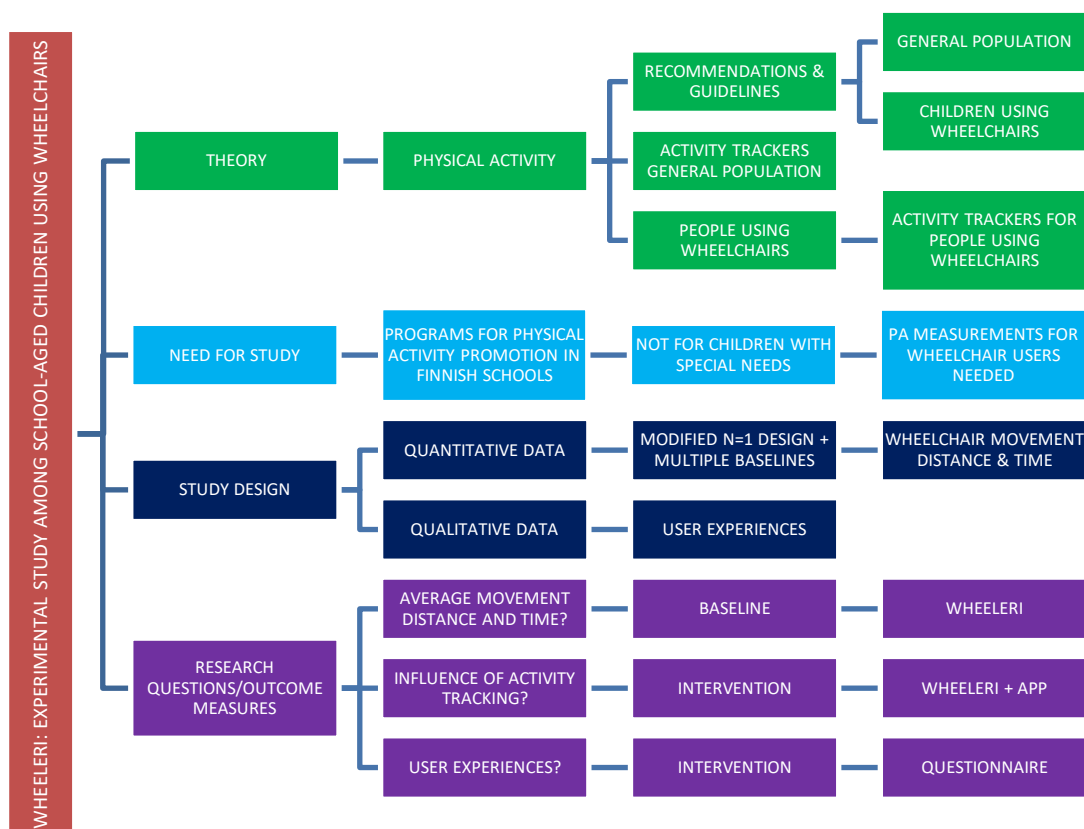 WHEELERI: EXPERIMENTAL STUDY AMONG SCHOOL-AGED CHILDREN USING WHEELCHAIRS
THEORY
PHYSICAL ACTIVITY
RECOMMENDATIONS &
GUIDELINES
GENERAL POPULATION
CHILDREN USING
WHEELCHAIRS
ACTIVITY TRACKERS
GENERAL POPULATION
PEOPLE USING
WHEELCHAIRS
ACTIVITY TRACKERS FOR
PEOPLE USING
WHEELCHAIRS
NEED FOR STUDY
PROGRAMS FOR PHYSICAL
ACTIVITY PROMOTION IN
FINNISH SCHOOLS
NOT FOR CHILDREN WITH
SPECIAL NEEDS
PA MEASUREMENTS FOR
WHEELCHAIR USERS
NEEDED
STUDY DESIGN
QUANTITATIVE DATA
MODIFIED N=1 DESIGN +
MULTIPLE BASELINES
WHEELCHAIR MOVEMENT
DISTANCE & TIME
QUALITATIVE DATA
USER EXPERIENCES
RESEARCH
QUESTIONS/OUTCOME
MEASURES
AVERAGE MOVEMENT
DISTANCE AND TIME?
BASELINE
WHEELERI
INFLUENCE OF ACTIVITY
TRACKING?
INTERVENTION
WHEELERI + APP
USER EXPERIENCES?
INTERVENTION
QUESTIONNAIRE